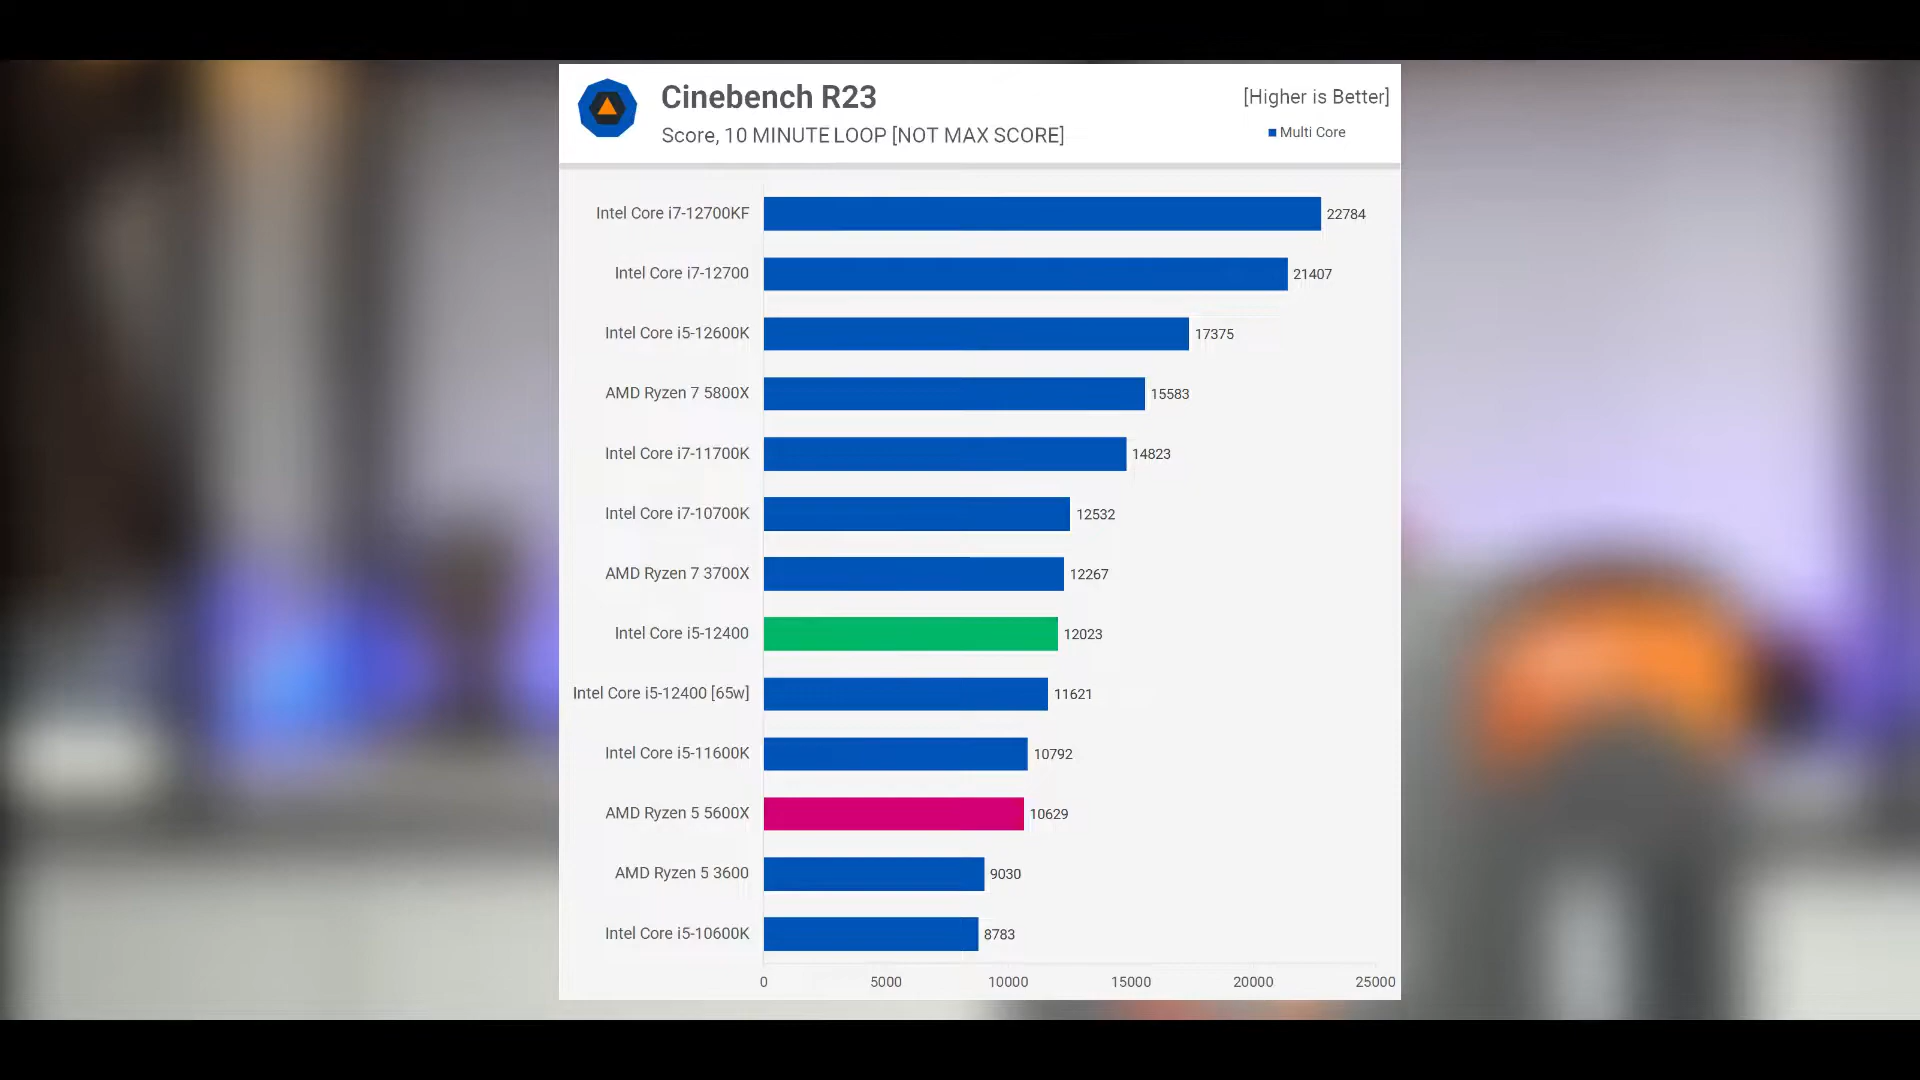 Cinebench R23
[Higher is Better]
Score, 10 MINUTE LOOP [NOT MAX SCORE]
Multi Core
Intel Core i7-12700KF 22784
Intel Core i7-12700 21407
Intel Core i5-12600K 17375
AMD Ryzen 7 5800X 15583
Intel Core i7-11700K 14823
Intel Core i7-10700K 12532
AMD Ryzen 7 3700X 12267
Intel Core i5-12400 12023
Intel Core i5-12400 [65w] 11621
Intel Core i5-11600K 10792
AMD Ryzen 5 5600X 10629
AMD Ryzen 5 3600 9030
Intel Core i5-10600K 8783
0 5000 10000 15000 20000 25000